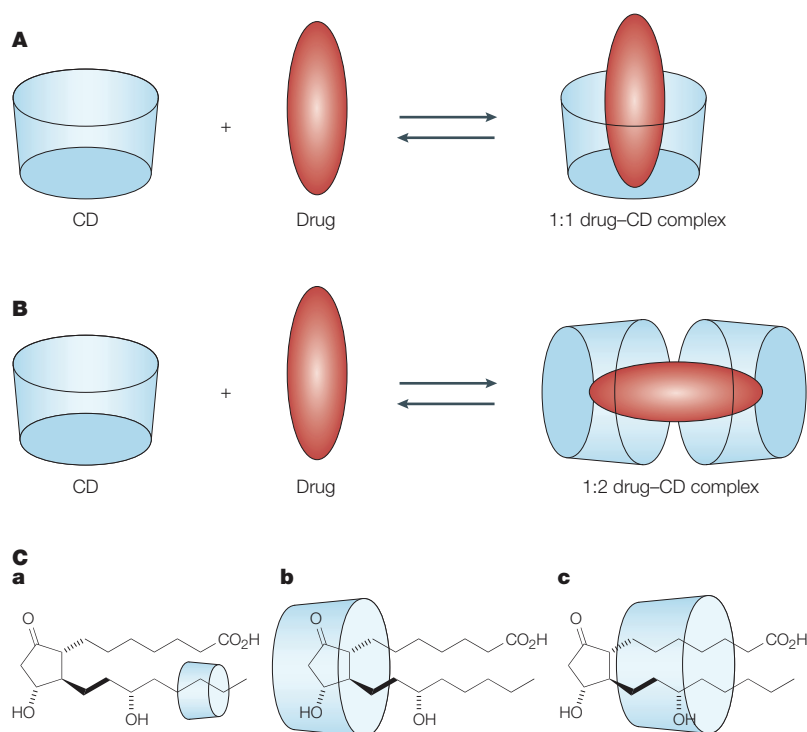 A
+
CD
Drug
1:1 drug–CD complex
B
+
CD
Drug
1:2 drug–CD complex
C
a
b
c
O
CO₂H
HO
OH
O
CO₂H
HO
OH
O
CO₂H
HO
OH